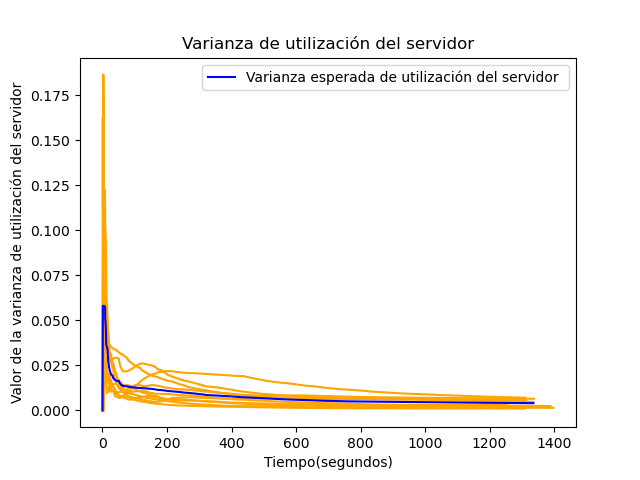 Varianza de utilización del servidor
Varianza esperada de utilización del servidor
Valor de la varianza de utilización del servidor
0.175
0.150
0.125
0.100
0.075
0.050
0.025
0.000
0 200 400 600 800 1000 1200 1400
Tiempo(segundos)